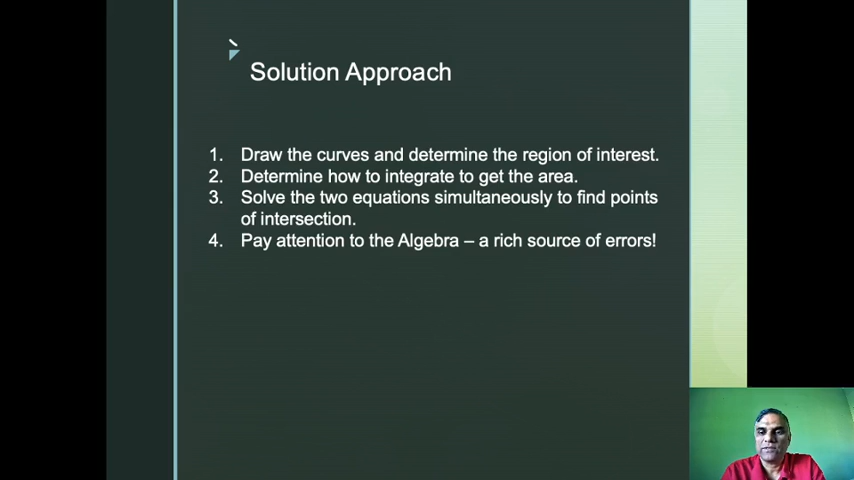 Solution Approach
1. Draw the curves and determine the region of interest.
2. Determine how to integrate to get the area.
3. Solve the two equations simultaneously to find points
of intersection.
4. Pay attention to the Algebra – a rich source of errors!